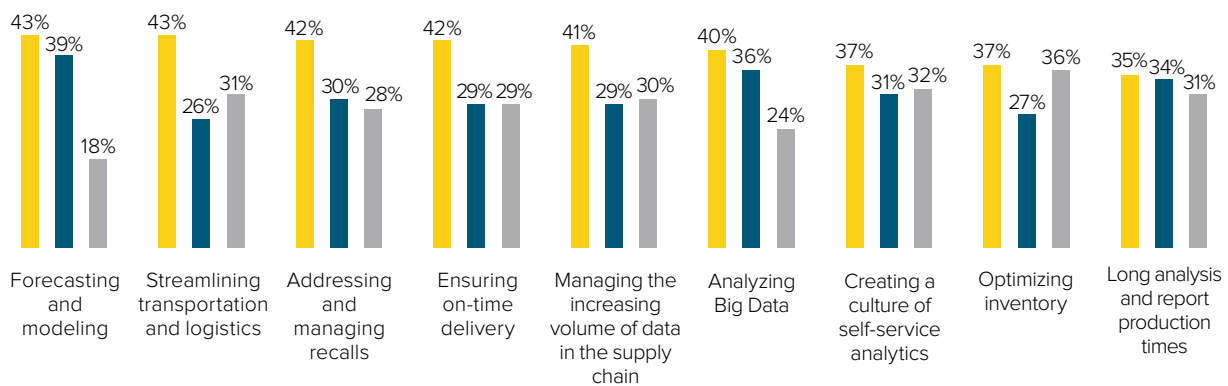 43%
39%
18%
Forecasting
and
modeling
43%
26%
31%
Streamlining
transportation
and logistics
42%
30%
28%
Addressing
and
managing
recalls
42%
29%
29%
Ensuring
on-time
delivery
41%
29%
30%
Managing the
increasing
volume of data
in the supply
chain
40%
36%
24%
Analyzing
Big Data
37%
31%
32%
Creating a
culture of
self-service
analytics
37%
27%
36%
Optimizing
inventory
35%
34%
31%
Long analysis
and report
production
times